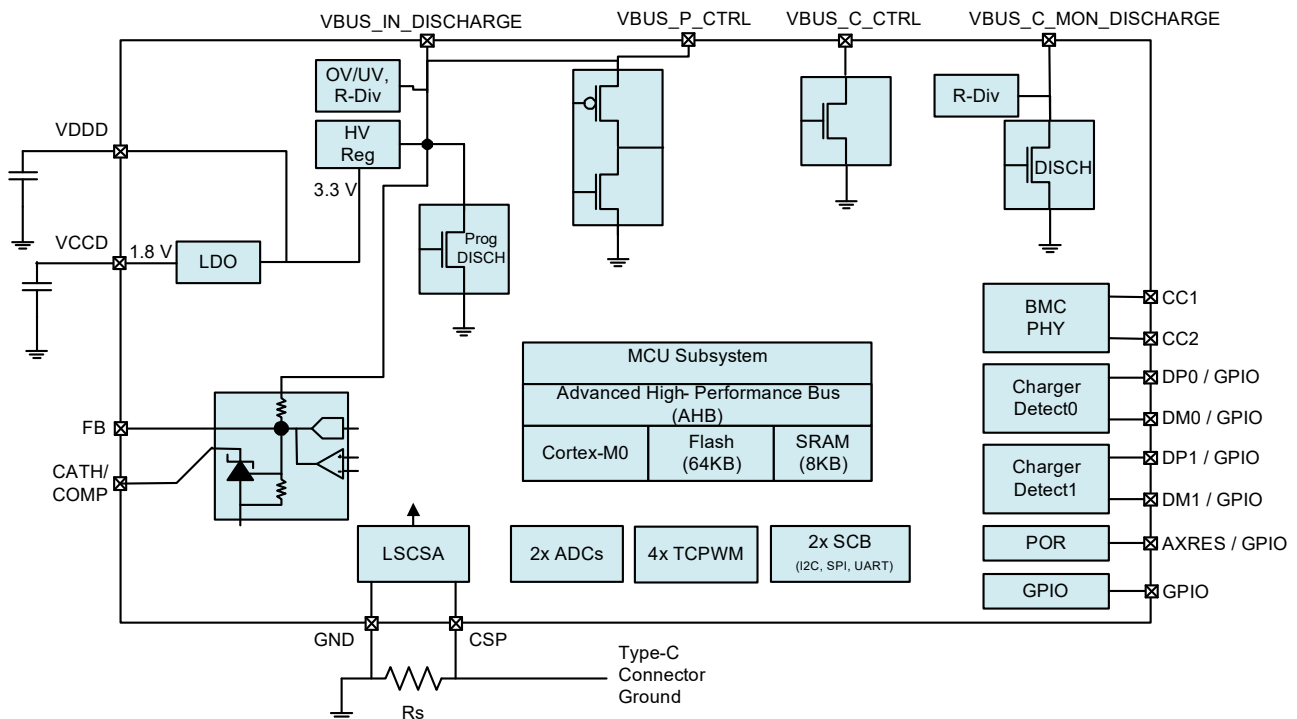 VBUS_IN_DISCHARGE
VBUS_P_CTRL
VBUS_C_CTRL
VBUS_C_MON_DISCHARGE
OV/UV,
R-Div
R-Div
VDDD
HV
Reg
3.3 V
DISCH
VCCD
1.8 V
LDO
Prog
DISCH
BMC
PHY
CC1
CC2
MCU Subsystem
Advanced High- Performance Bus
(AHB)
Cortex-M0
Flash
(64KB)
SRAM
(8KB)
Charger
Detect0
DP0 / GPIO
DM0 / GPIO
FB
CATH/
COMP
Charger
Detect1
DP1 / GPIO
DM1 / GPIO
LSCSA
2x ADCs
4x TCPWM
2x SCB
(I2C, SPI, UART)
POR
AXRES / GPIO
GPIO
GPIO
GND
CSP
Type-C
Connector
Ground
Rs